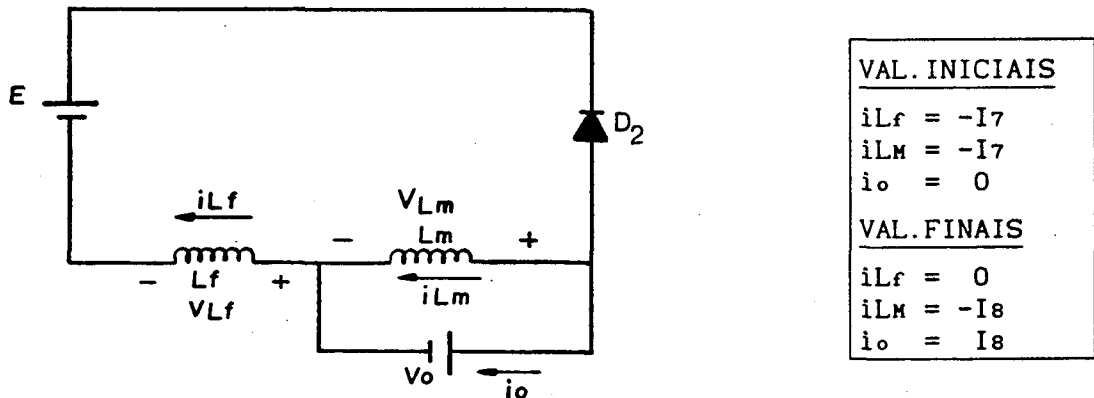 E
D2
iLf
VLm
Lm
- +
- Lf +
VLf
iLm
Vo
io
VAL.INICIAIS
iLf = -I7
iLM = -I7
io = 0
VAL.FINAIS
iLf = 0
iLM = -I8
io = I8